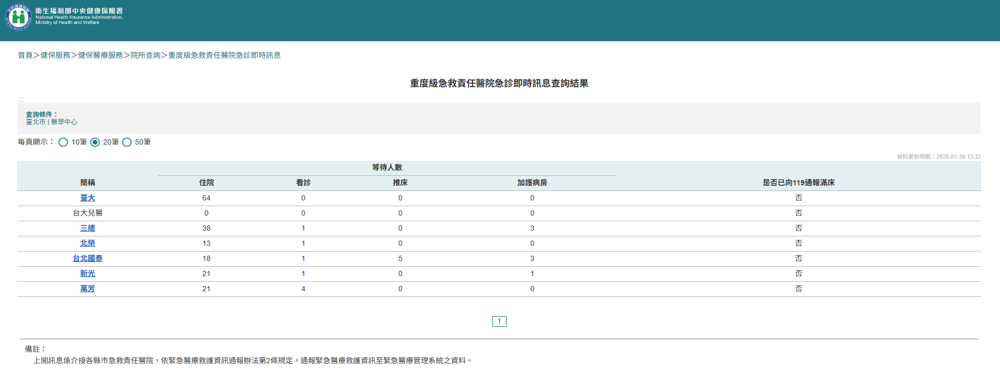 衛生福利部中央健康保險署
National Health Insurance Administration,
Ministry of Health and Welfare
首頁>健保服務>健保醫療服務>院所查詢>重度級急救責任醫院急診即時訊息
重度級急救責任醫院急診即時訊息查詢結果
:::
查詢條件：
臺北市 | 醫學中心
每頁顯示： 10筆 20筆 50筆
資料更新時間：2026-01-30 13:32
等待人數
簡稱 住院 看診 推床 加護病房 是否已向119通報滿床
臺大 64 0 0 0 否
台大兒醫 0 0 0 0 否
三總 38 1 0 3 否
北榮 13 1 0 0 否
台北國泰 18 1 5 3 否
新光 21 1 0 1 否
萬芳 21 4 0 0 否
1
備註：
上開訊息係介接各縣市急救責任醫院，依緊急醫療救護資訊通報辦法第2條規定，通報緊急醫療救護資訊至緊急醫療管理系統之資料。